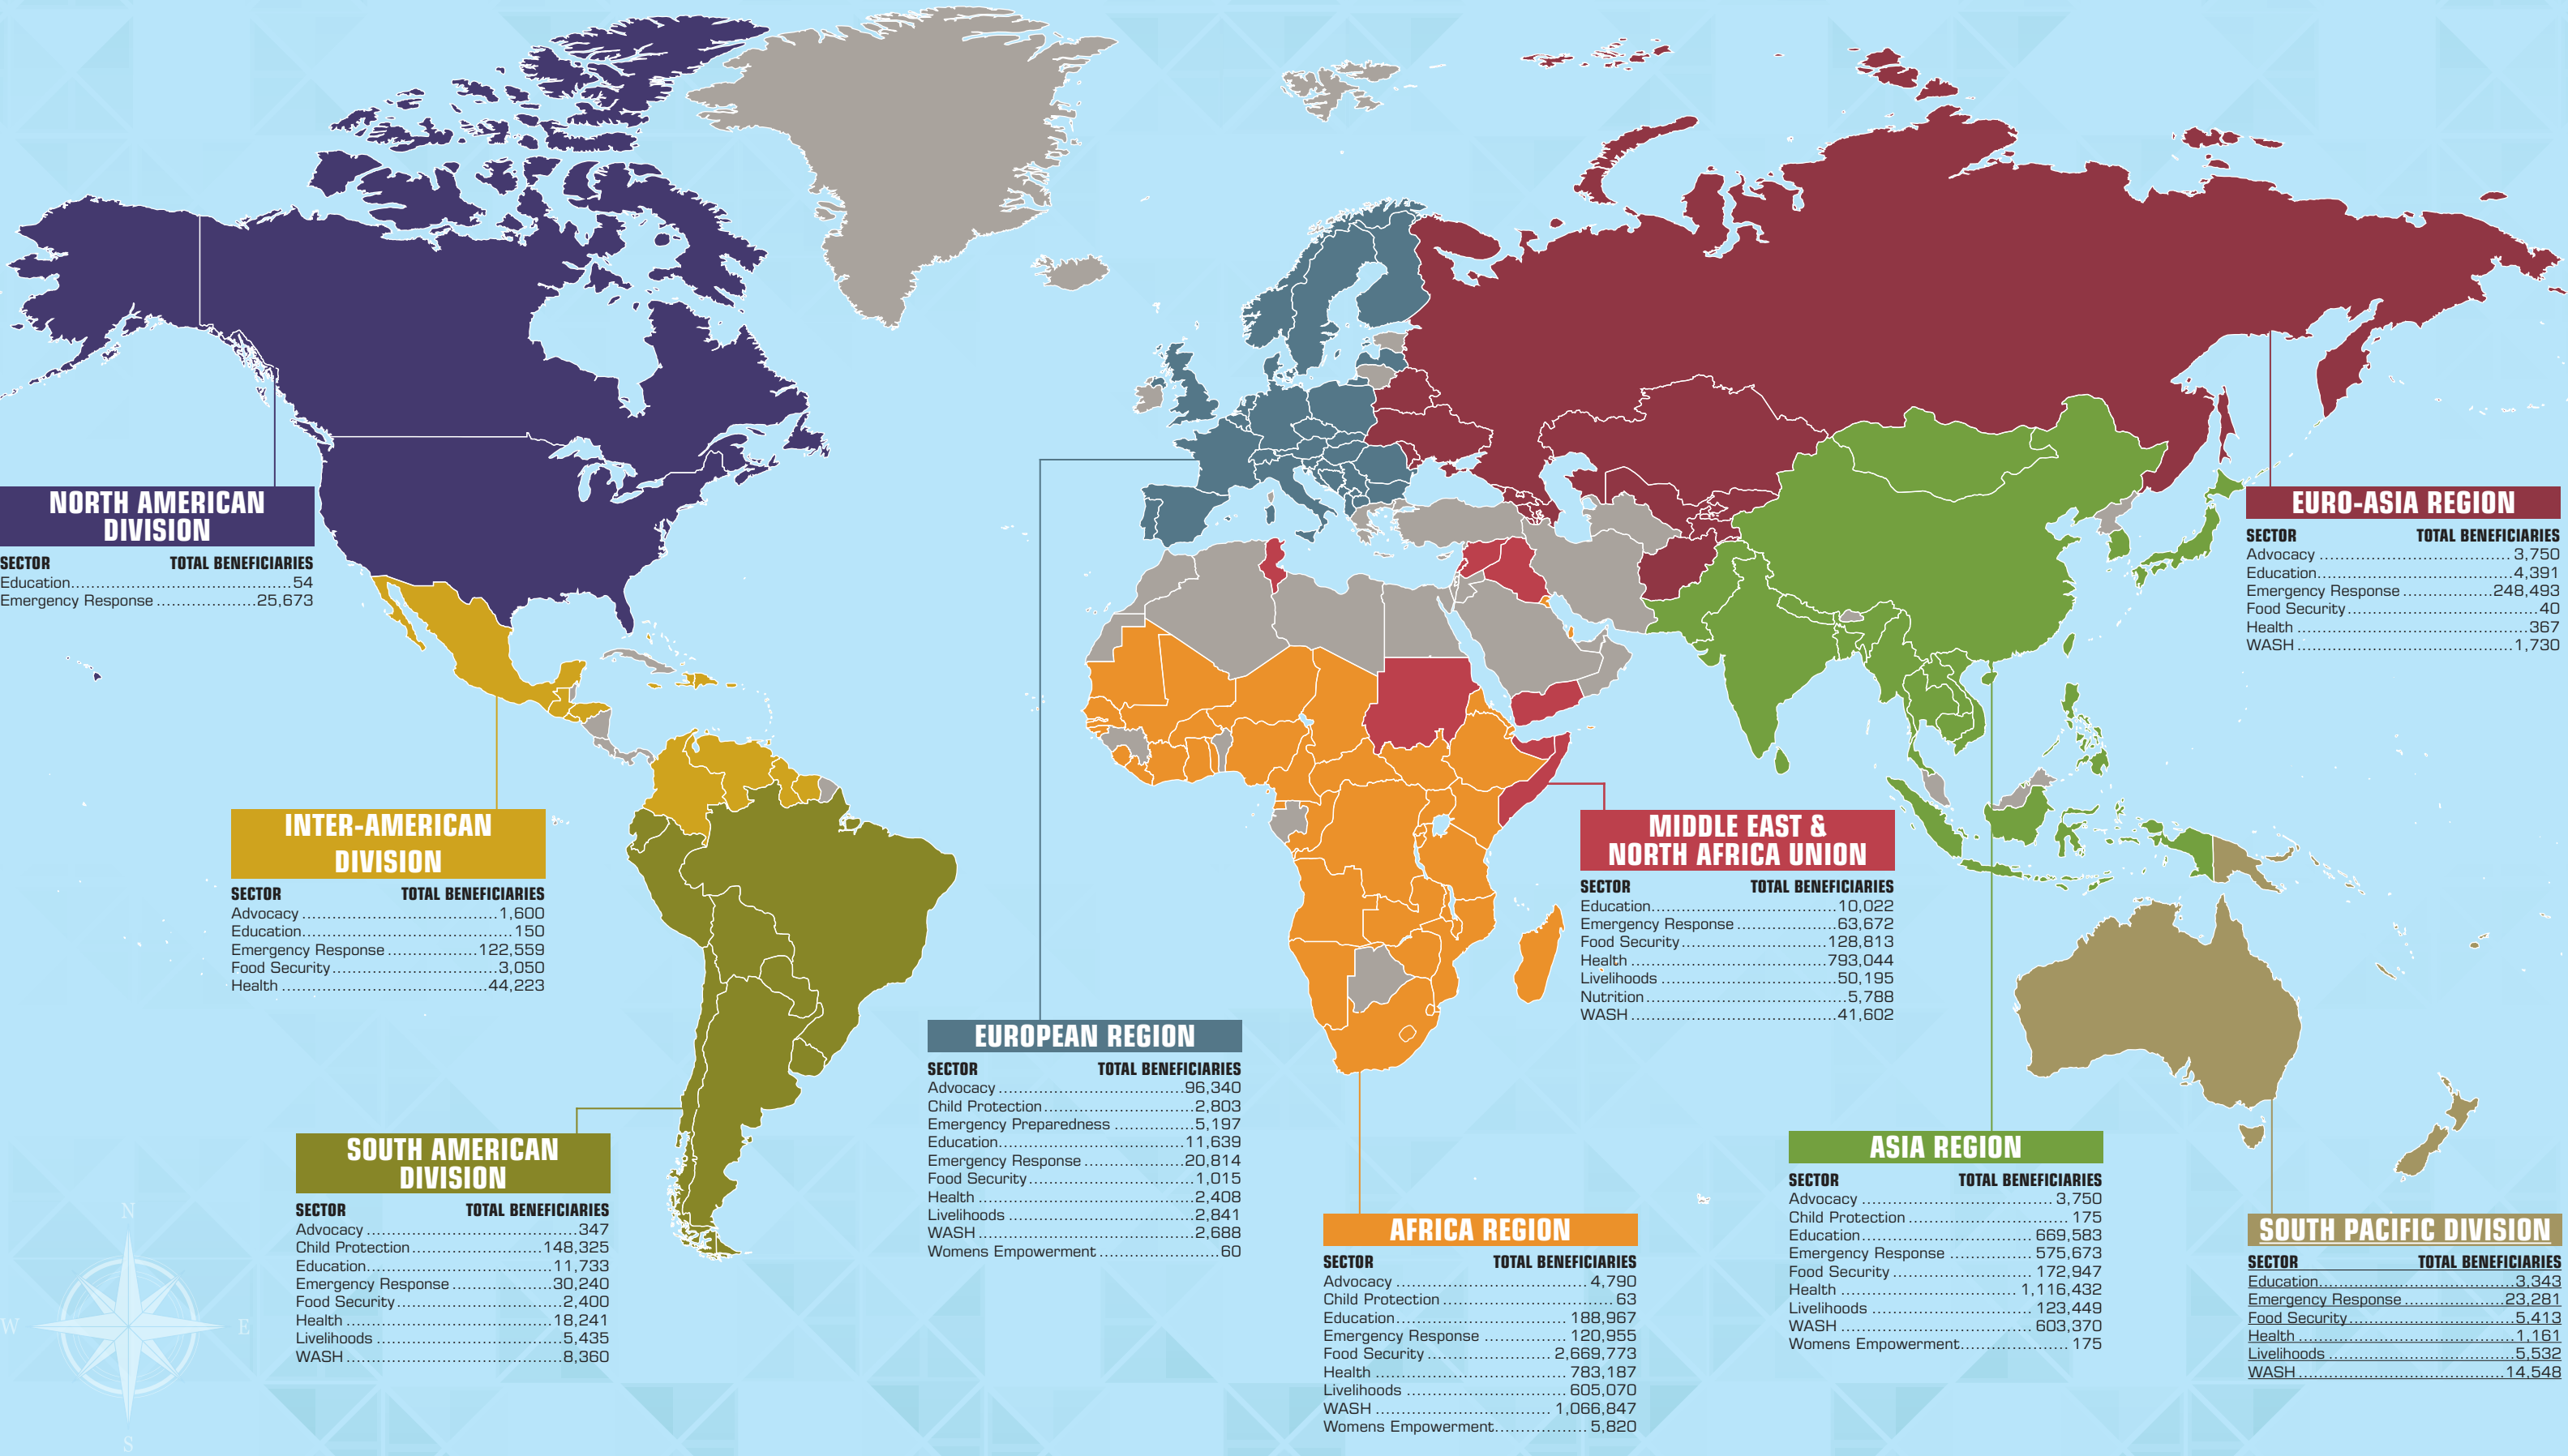 NORTH AMERICAN
DIVISION
SECTOR TOTAL BENEFICIARIES
Education.......................................54
Emergency Response....................25,673
INTER-AMERICAN
DIVISION
SECTOR TOTAL BENEFICIARIES
Advocacy.......................................1,600
Education.......................................150
Emergency Response..................122,559
Food Security.................................3,050
Health.........................................44,223
SOUTH AMERICAN
DIVISION
SECTOR TOTAL BENEFICIARIES
Advocacy..........................................347
Child Protection..........................148,325
Education.....................................11,733
Emergency Response....................30,240
Food Security.................................2,400
Health..........................................18,241
Livelihoods.....................................5,435
WASH...........................................8,360
EUROPEAN REGION
SECTOR TOTAL BENEFICIARIES
Advocacy.....................................96,340
Child Protection..............................2,803
Emergency Preparedness................5,197
Education.....................................11,639
Emergency Response....................20,814
Food Security.................................1,015
Health...........................................2,408
Livelihoods.....................................2,841
WASH...........................................2,688
Womens Empowerment........................60
AFRICA REGION
SECTOR TOTAL BENEFICIARIES
Advocacy.......................................4,790
Child Protection...................................63
Education..................................188,967
Emergency Response................120,955
Food Security.........................2,669,773
Health......................................783,187
Livelihoods................................605,070
WASH...................................1,066,847
Womens Empowerment..................5,820
MIDDLE EAST &
NORTH AFRICA UNION
SECTOR TOTAL BENEFICIARIES
Education.....................................10,022
Emergency Response....................63,672
Food Security.............................128,813
Health.......................................793,044
Livelihoods...................................50,195
Nutrition........................................5,788
WASH.........................................41,602
ASIA REGION
SECTOR TOTAL BENEFICIARIES
Advocacy.......................................3,750
Child Protection.................................175
Education..................................669,583
Emergency Response................575,673
Food Security............................172,947
Health...................................1,116,432
Livelihoods................................123,449
WASH......................................603,370
Womens Empowerment.....................175
EURO-ASIA REGION
SECTOR TOTAL BENEFICIARIES
Advocacy.......................................3,750
Education.......................................4,391
Emergency Response..................248,493
Food Security......................................40
Health..............................................367
WASH...........................................1,730
SOUTH PACIFIC DIVISION
SECTOR TOTAL BENEFICIARIES
Education.......................................3,343
Emergency Response....................23,281
Food Security.................................5,413
Health...........................................1,161
Livelihoods.....................................5,532
WASH.........................................14,548
N
W E
S